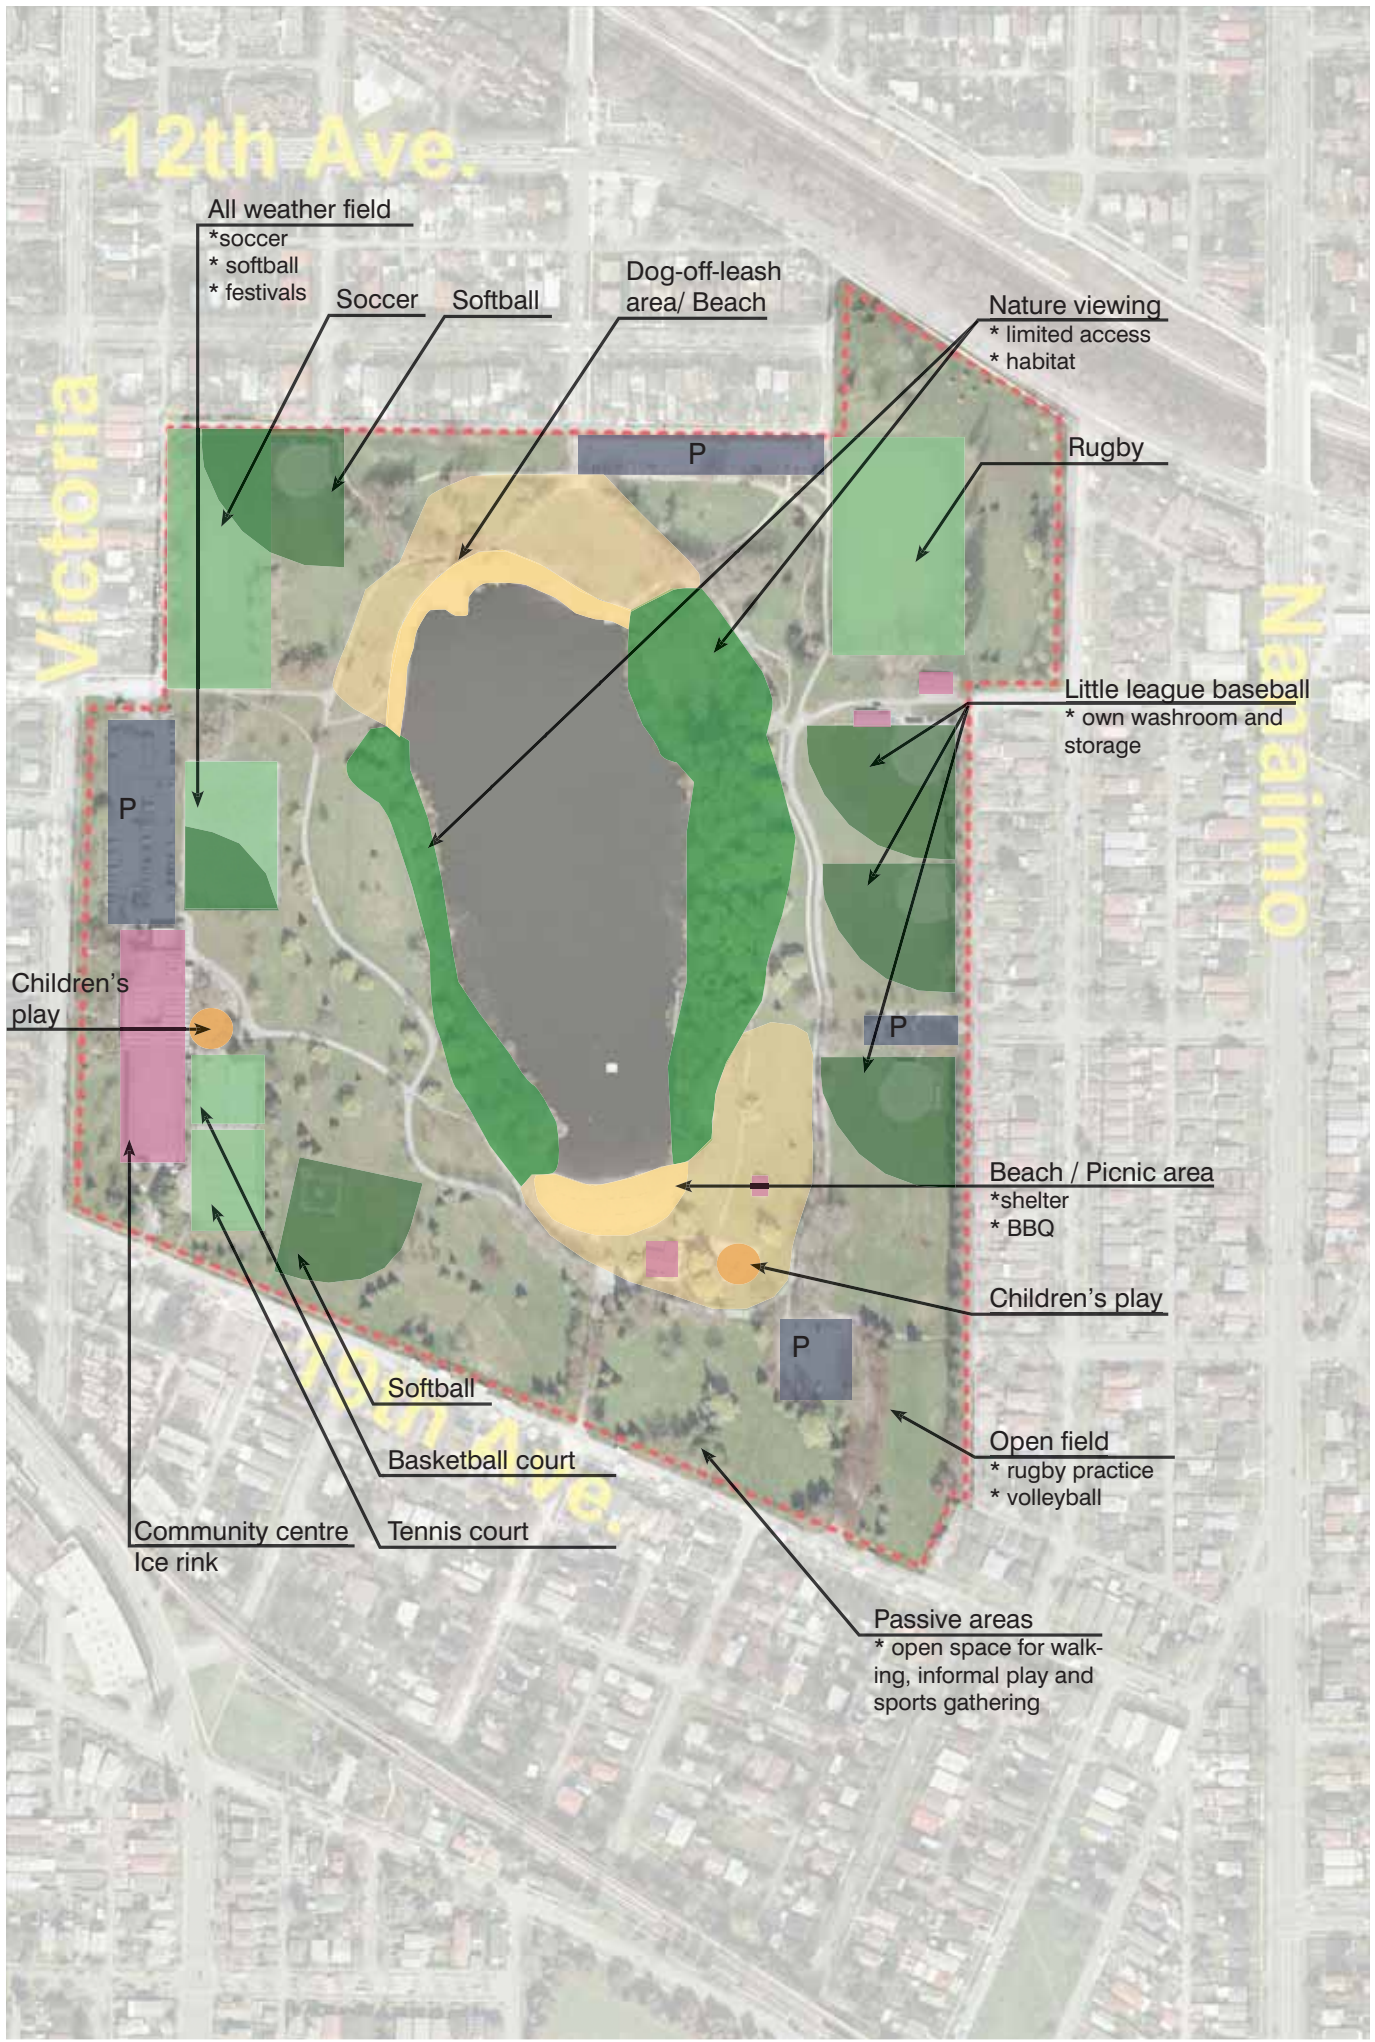 12th Ave.
All weather field
*soccer
* softball
* festivals
Soccer
Softball
Dog-off-leash
area/ Beach
Nature viewing
* limited access
* habitat
Victoria
P
Rugby
Nanaimo
Little league baseball
* own washroom and
storage
P
Children's
play
P
Beach / Picnic area
*shelter
* BBQ
Children's play
P
19th Ave.
Softball
Basketball court
Open field
* rugby practice
* volleyball
Community centre
Ice rink
Tennis court
Passive areas
* open space for walk-
ing, informal play and
sports gathering